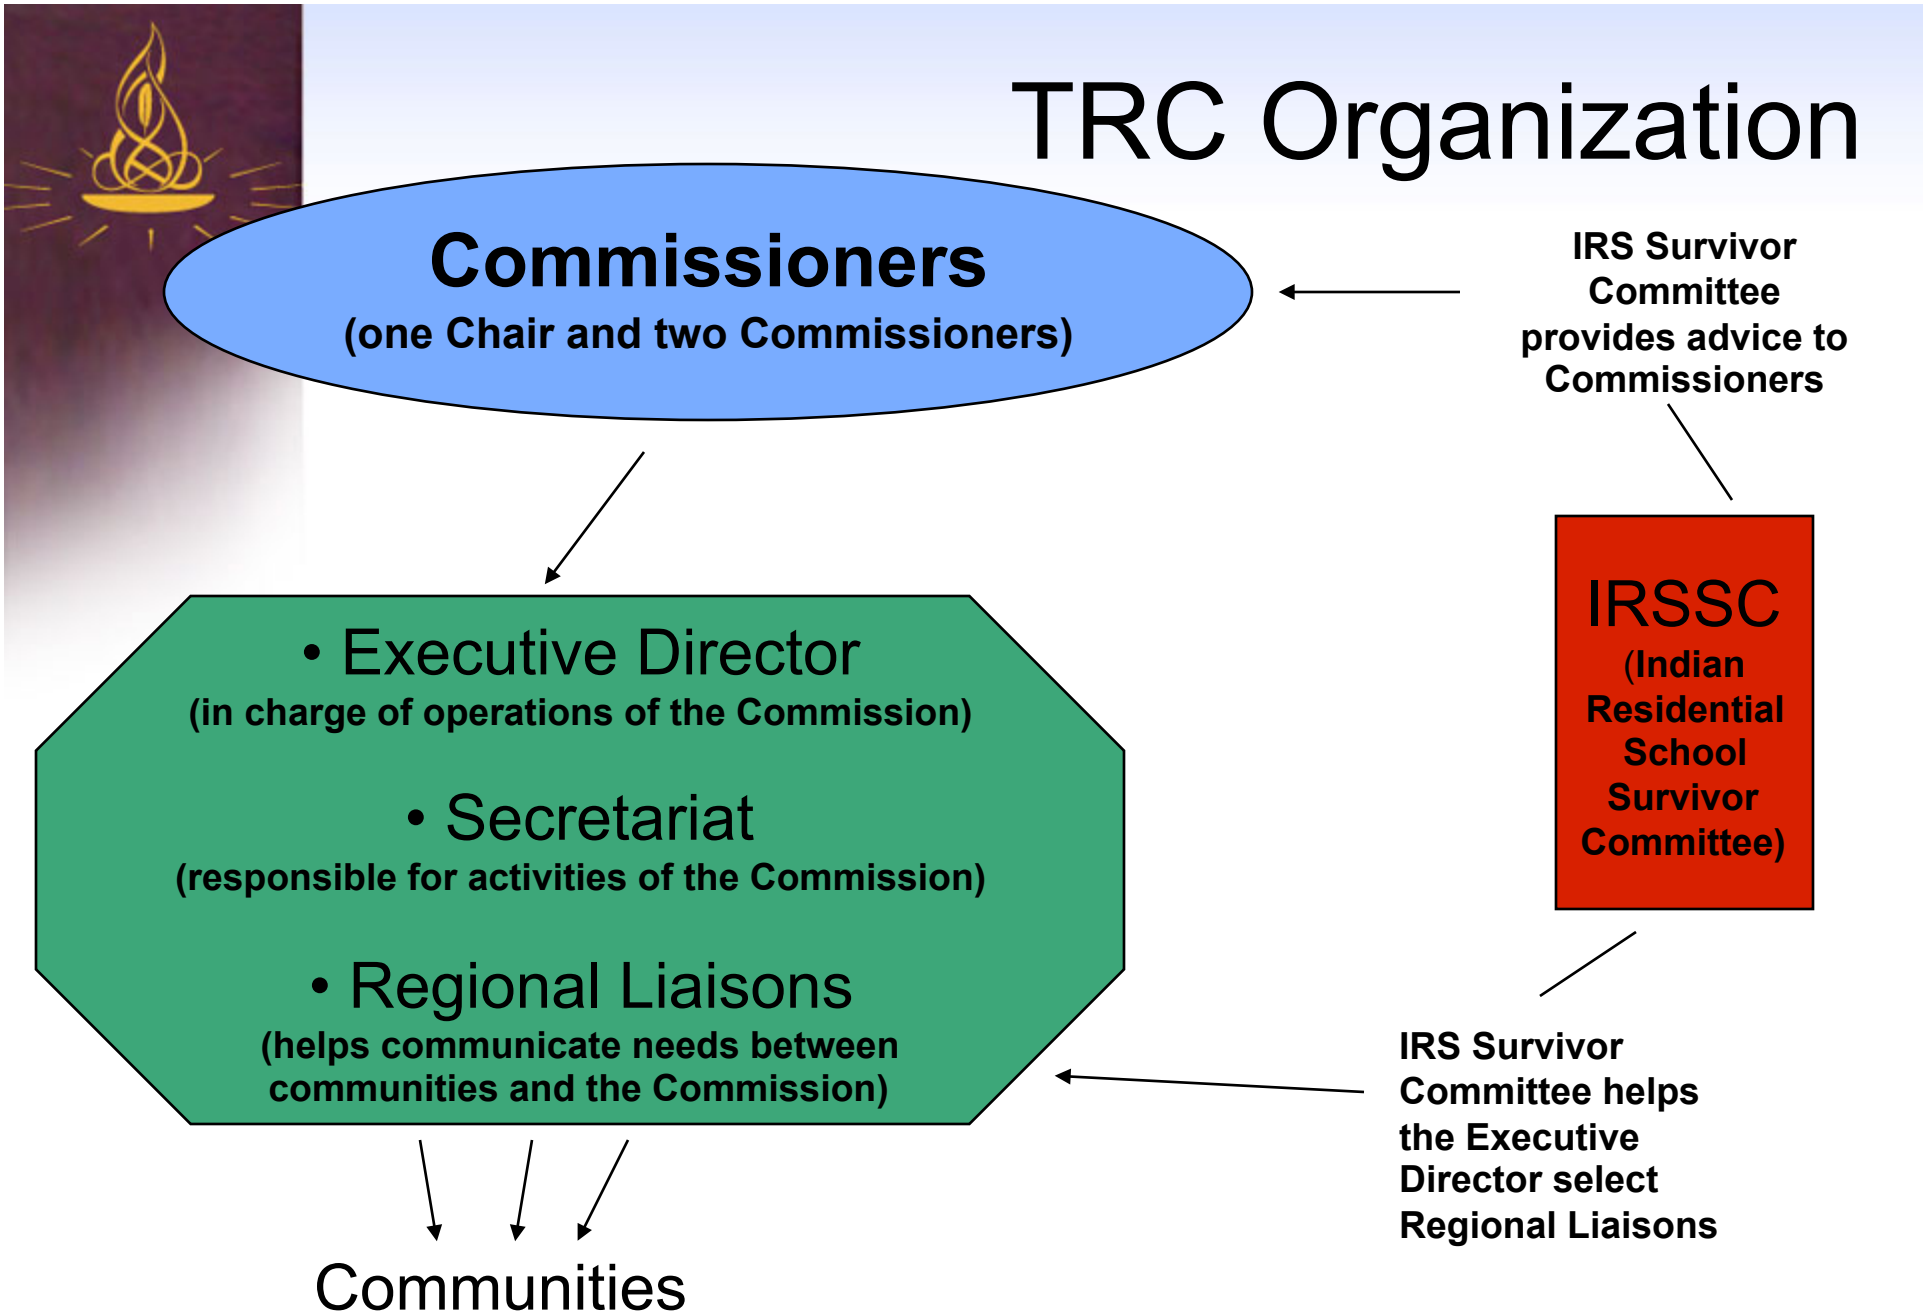 TRC Organization
Commissioners
(one Chair and two Commissioners)
IRS Survivor
Committee
provides advice to
Commissioners
• Executive Director
(in charge of operations of the Commission)
• Secretariat
(responsible for activities of the Commission)
• Regional Liaisons
(helps communicate needs between
communities and the Commission)
IRSSC
(Indian
Residential
School
Survivor
Committee)
IRS Survivor
Committee helps
the Executive
Director select
Regional Liaisons
Communities